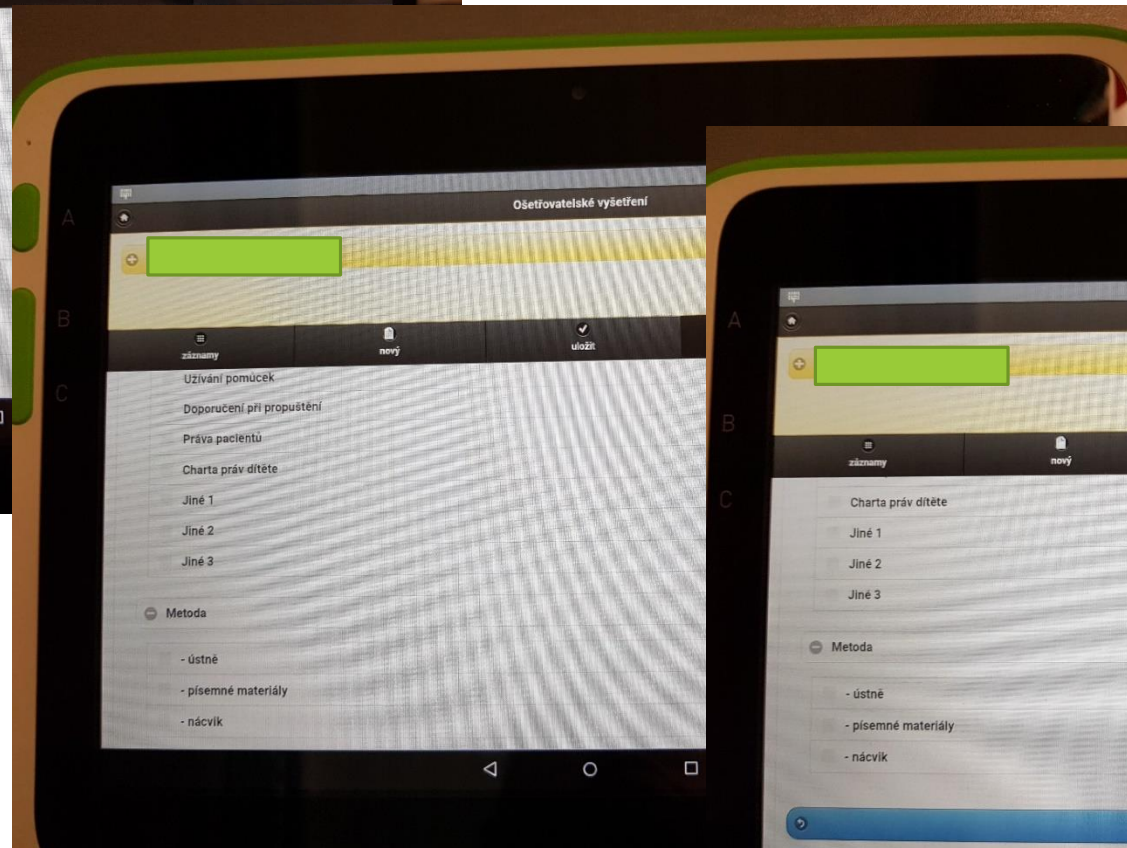 A
B
C
Ošetřovatelské vyšetření
záznamy
nový
uložit
Užívání pomůcek
Doporučení při propuštění
Práva pacientů
Charta práv dítěte
Jiné 1
Jiné 2
Jiné 3
Metoda
- ústně
- písemné materiály
- nácvik
A
B
C
záznamy
nový
Charta práv dítěte
Jiné 1
Jiné 2
Jiné 3
Metoda
- ústně
- písemné materiály
- nácvik